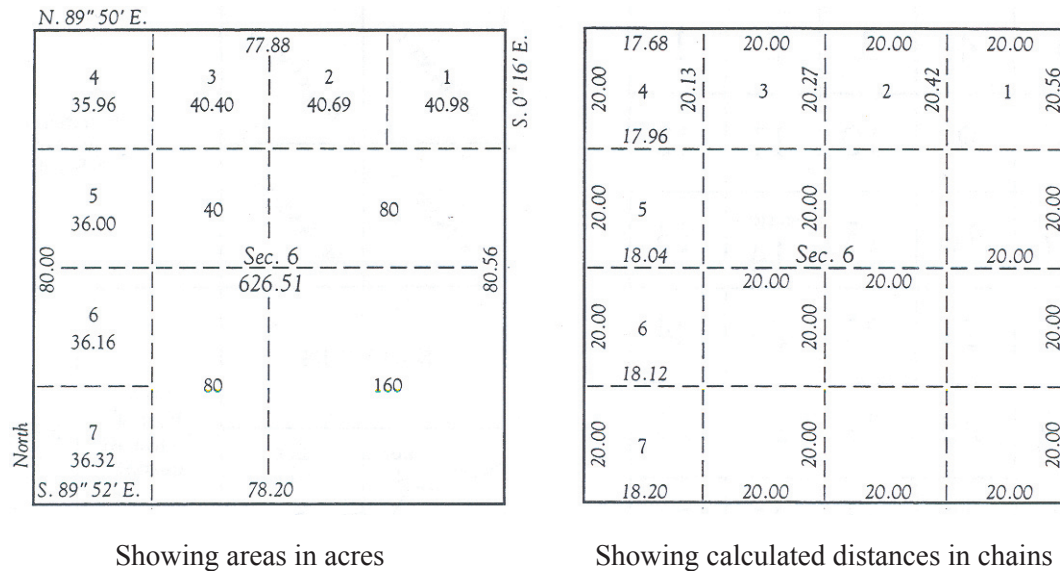 N. 89" 50' E.
77.88
4
35.96
3
40.40
2
40.69
1
40.98
S. 0" 16' E.
5
36.00
40
80
80.00
Sec. 6
626.51
80.56
6
36.16
80
160
7
36.32
North
S. 89" 52' E.
78.20
Showing areas in acres
17.68 20.00 20.00 20.00
20.00 4 20.13 3 20.27 2 20.42 1 20.56
17.96
20.00 5 20.00 20.00
18.04 Sec. 6 20.00
20.00 20.00
20.00 6 20.00 20.00
18.12
20.00 7 20.00 20.00
18.20 20.00 20.00 20.00
Showing calculated distances in chains